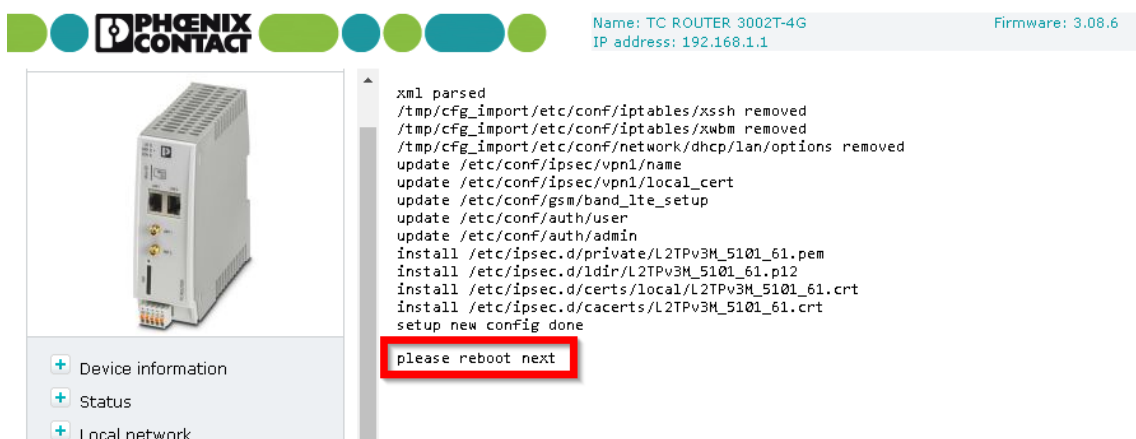 PHŒNIX
CONTACT
Name: TC ROUTER 3002T-4G
Firmware: 3.08.6
IP address: 192.168.1.1
xml parsed
/tmp/cfg_import/etc/conf/iptables/xssh removed
/tmp/cfg_import/etc/conf/iptables/xwbm removed
/tmp/cfg_import/etc/conf/network/dhcp/lan/options removed
update /etc/conf/ipsec/vpn1/name
update /etc/conf/ipsec/vpn1/local_cert
update /etc/conf/gsm/band_lte_setup
update /etc/conf/auth/user
update /etc/conf/auth/admin
install /etc/ipsec.d/private/L2TPv3M_5101_61.pem
install /etc/ipsec.d/ldir/L2TPv3M_5101_61.p12
install /etc/ipsec.d/certs/local/L2TPv3M_5101_61.crt
install /etc/ipsec.d/cacerts/L2TPv3M_5101_61.crt
setup new config done
please reboot next
Device information
Status
Local network